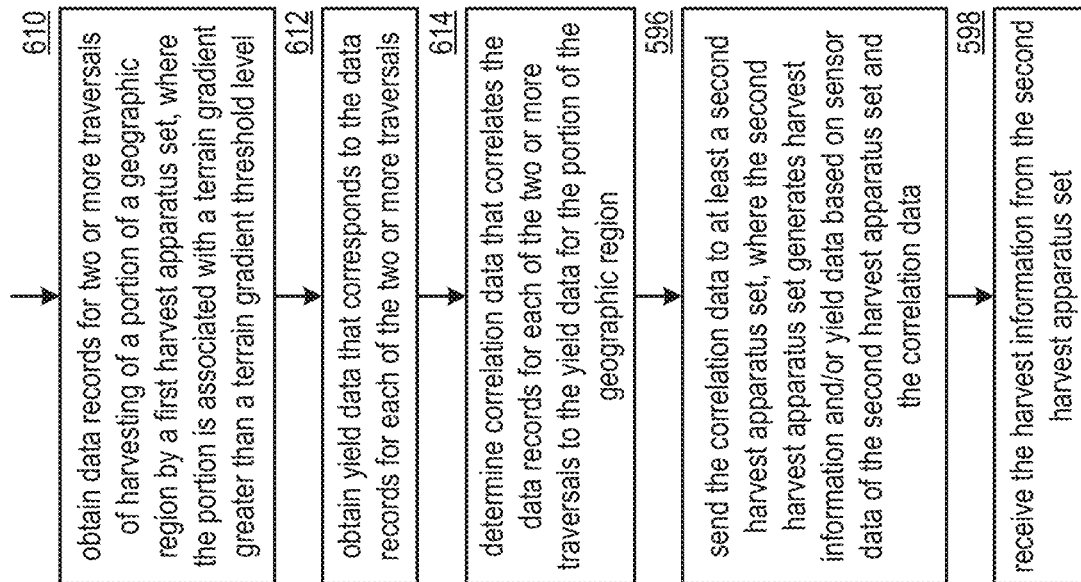 610
obtain data records for two or more traversals
of harvesting of a portion of a geographic
region by a first harvest apparatus set, where
the portion is associated with a terrain gradient
greater than a terrain gradient threshold level
612
obtain yield data that corresponds to the data
records for each of the two or more traversals
614
determine correlation data that correlates the
data records for each of the two or more
traversals to the yield data for the portion of the
geographic region
596
send the correlation data to at least a second
harvest apparatus set, where the second
harvest apparatus set generates harvest
information and/or yield data based on sensor
data of the second harvest apparatus set and
the correlation data
598
receive the harvest information from the second
harvest apparatus set